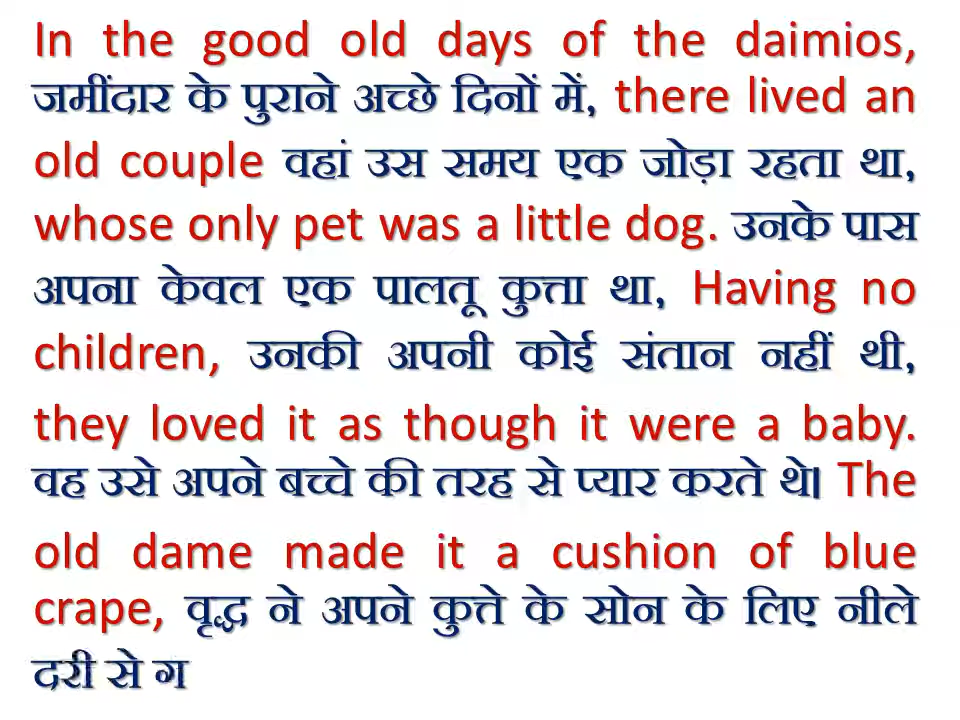 In the good old days of the daimios,
जमींदार के पुराने अच्छे दिनों में, there lived an
old couple वहां उस समय एक जोड़ा रहता था,
whose only pet was a little dog. उनके पास
अपना केवल एक पालतू कुत्ता था, Having no
children, उनकी अपनी कोई संतान नहीं थी,
they loved it as though it were a baby.
वह उसे अपने बच्चे की तरह से प्यार करते थे। The
old dame made it a cushion of blue
crape, वृद्ध ने अपने कुत्ते के सोन के लिए नीले
दरी से ग